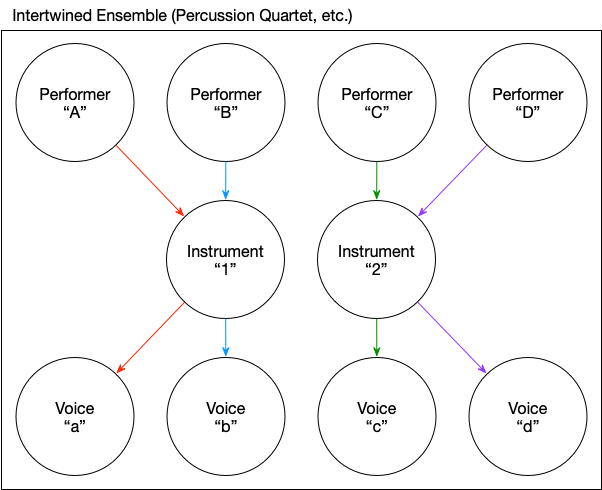 Intertwined Ensemble (Percussion Quartet, etc.)
Performer
“A”
Performer
“B”
Performer
“C”
Performer
“D”
Instrument
“1”
Instrument
“2”
Voice
“a”
Voice
“b”
Voice
“c”
Voice
“d”